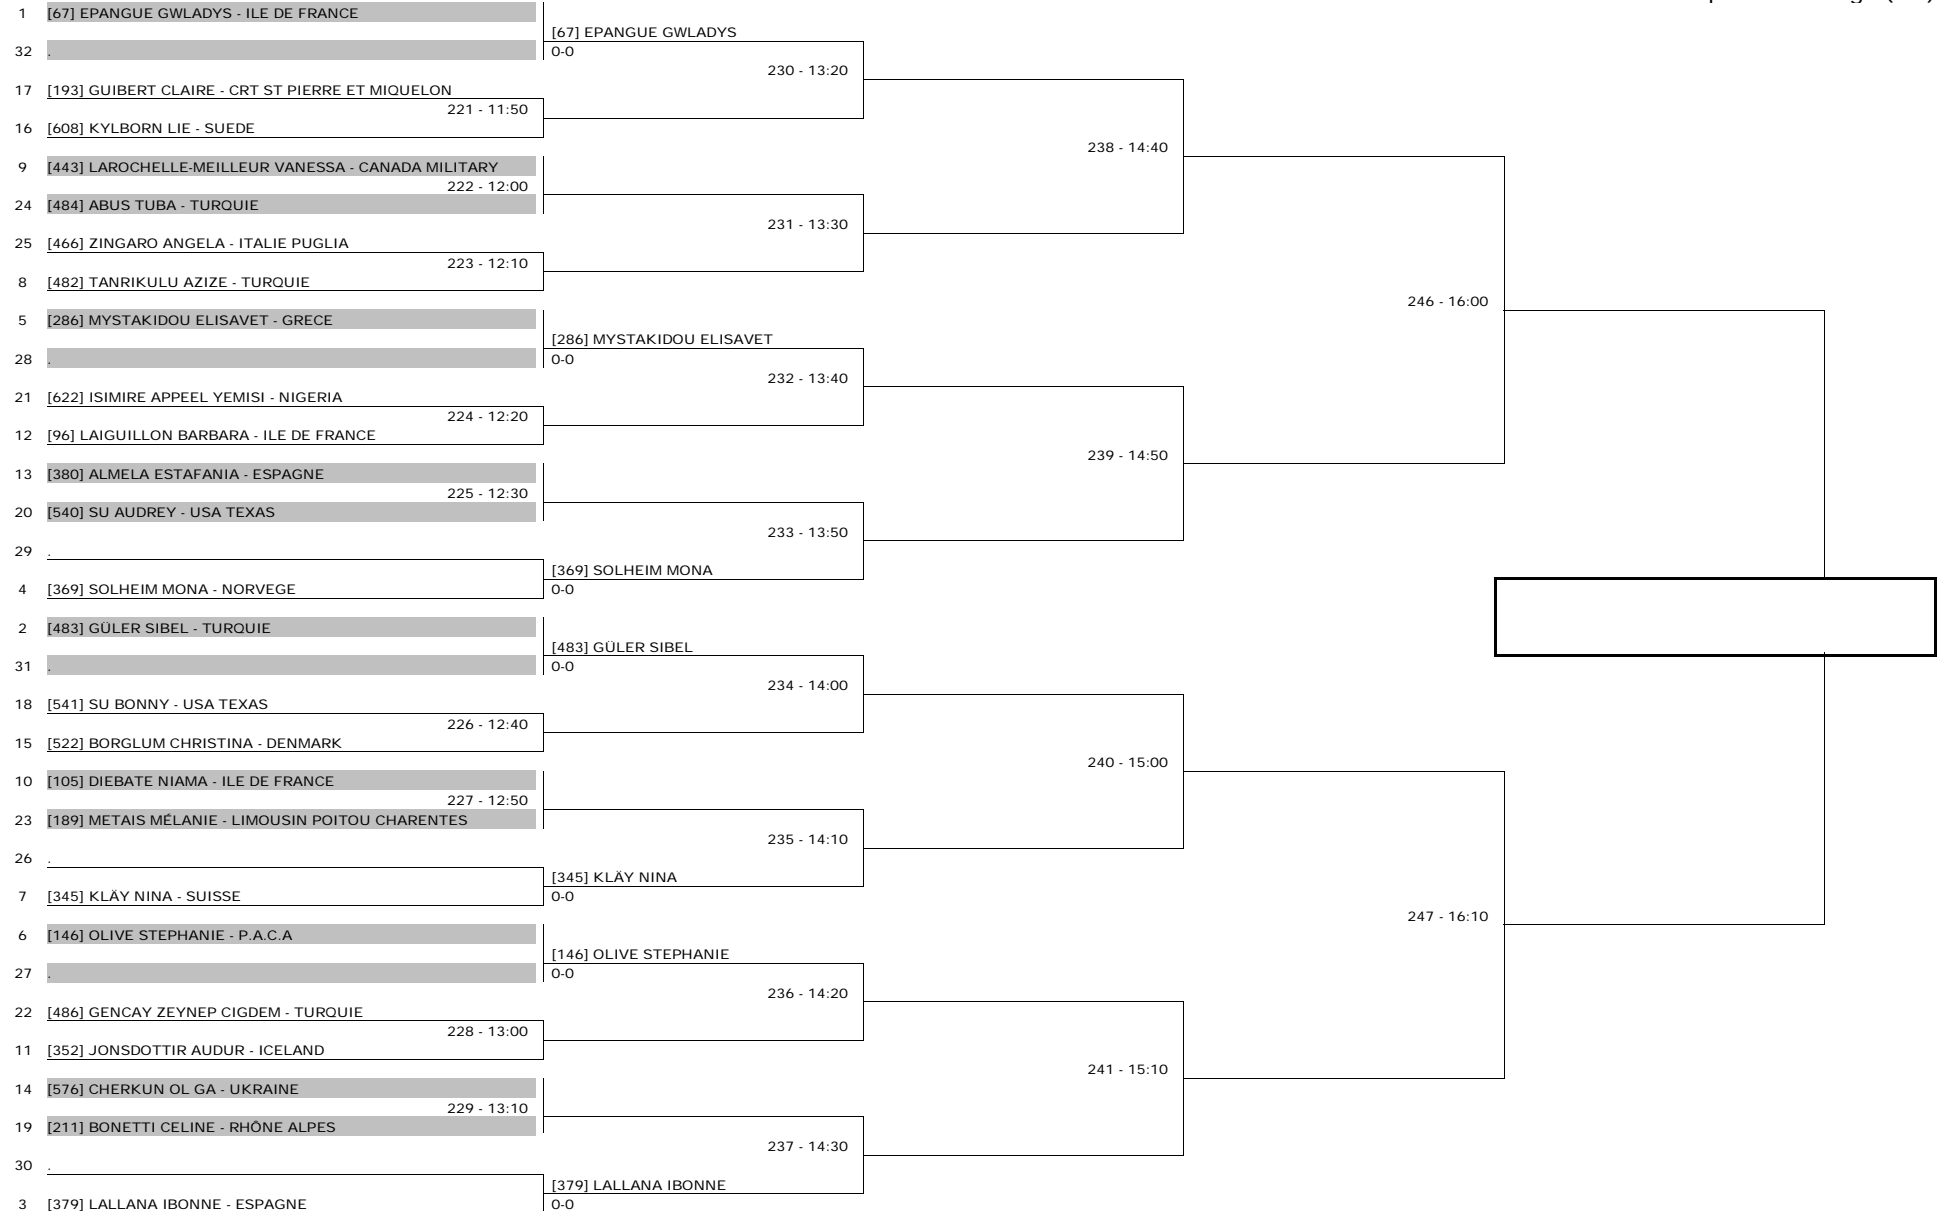 1 [67] EPANGUE GWLADYS - ILE DE FRANCE
[67] EPANGUE GWLADYS
32 .
0-0
230 - 13:20
17 [193] GUIBERT CLAIRE - CRT ST PIERRE ET MIQUELON
221 - 11:50
16 [608] KYLBORN LIE - SUEDE
238 - 14:40
9 [443] LAROCHELLE-MEILLEUR VANESSA - CANADA MILITARY
222 - 12:00
24 [484] ABUS TUBA - TURQUIE
231 - 13:30
25 [466] ZINGARO ANGELA - ITALIE PUGLIA
223 - 12:10
8 [482] TANRIKULU AZIZE - TURQUIE
246 - 16:00
5 [286] MYSTAKIDOU ELISAVET - GRECE
[286] MYSTAKIDOU ELISAVET
28 .
0-0
232 - 13:40
21 [622] ISIMIRE APPEEL YEMISI - NIGERIA
224 - 12:20
12 [96] LAIGUILLON BARBARA - ILE DE FRANCE
239 - 14:50
13 [380] ALMELA ESTAFANIA - ESPAGNE
225 - 12:30
20 [540] SU AUDREY - USA TEXAS
233 - 13:50
29 .
[369] SOLHEIM MONA
4 [369] SOLHEIM MONA - NORVEGE
0-0
2 [483] GÜLER SIBEL - TURQUIE
[483] GÜLER SIBEL
31 .
0-0
234 - 14:00
18 [541] SU BONNY - USA TEXAS
226 - 12:40
15 [522] BORGLUM CHRISTINA - DENMARK
240 - 15:00
10 [105] DIEBATE NIAMA - ILE DE FRANCE
227 - 12:50
23 [189] METAIS MÉLANIE - LIMOUSIN POITOU CHARENTES
235 - 14:10
26 .
[345] KLÄY NINA
7 [345] KLÄY NINA - SUISSE
0-0
247 - 16:10
6 [146] OLIVE STEPHANIE - P.A.C.A
[146] OLIVE STEPHANIE
27 .
0-0
236 - 14:20
22 [486] GENCAY ZEYNEP CIGDEM - TURQUIE
228 - 13:00
11 [352] JONSDOTTIR AUDUR - ICELAND
241 - 15:10
14 [576] CHERKUN OL GA - UKRAINE
229 - 13:10
19 [211] BONETTI CELINE - RHÔNE ALPES
237 - 14:30
30 .
[379] LALLANA IBONNE
3 [379] LALLANA IBONNE - ESPAGNE
0-0